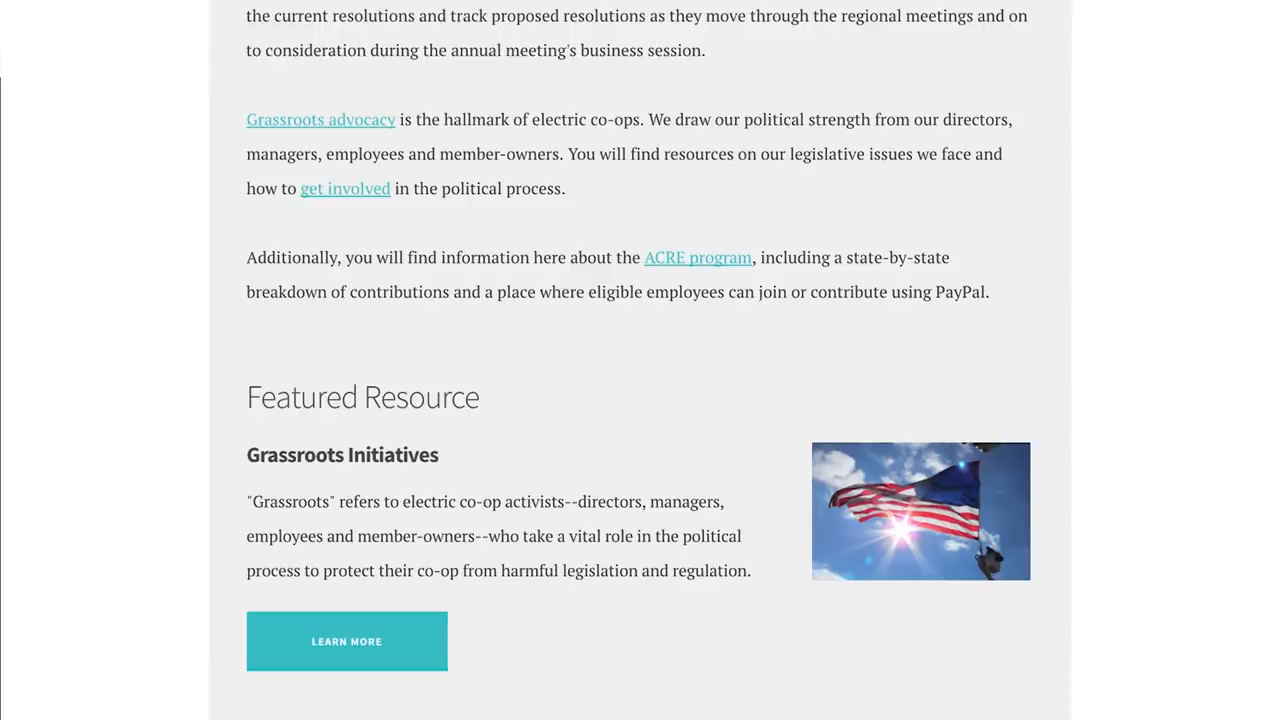 the current resolutions and track proposed resolutions as they move through the regional meetings and on
to consideration during the annual meeting's business session.
Grassroots advocacy is the hallmark of electric co-ops. We draw our political strength from our directors,
managers, employees and member-owners. You will find resources on our legislative issues we face and
how to get involved in the political process.
Additionally, you will find information here about the ACRE program, including a state-by-state
breakdown of contributions and a place where eligible employees can join or contribute using PayPal.
Featured Resource
Grassroots Initiatives
"Grassroots" refers to electric co-op activists--directors, managers,
employees and member-owners--who take a vital role in the political
process to protect their co-op from harmful legislation and regulation.
LEARN MORE